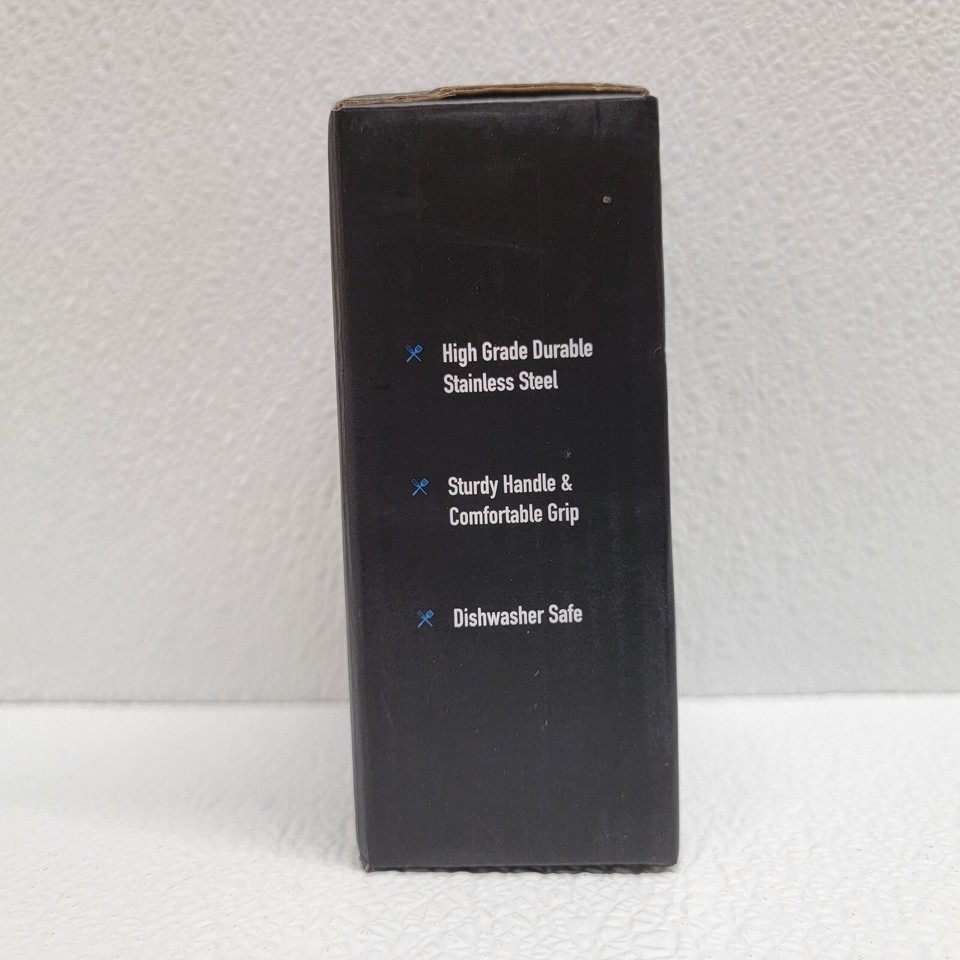 High Grade Durable
Stainless Steel
Sturdy Handle &
Comfortable Grip
Dishwasher Safe